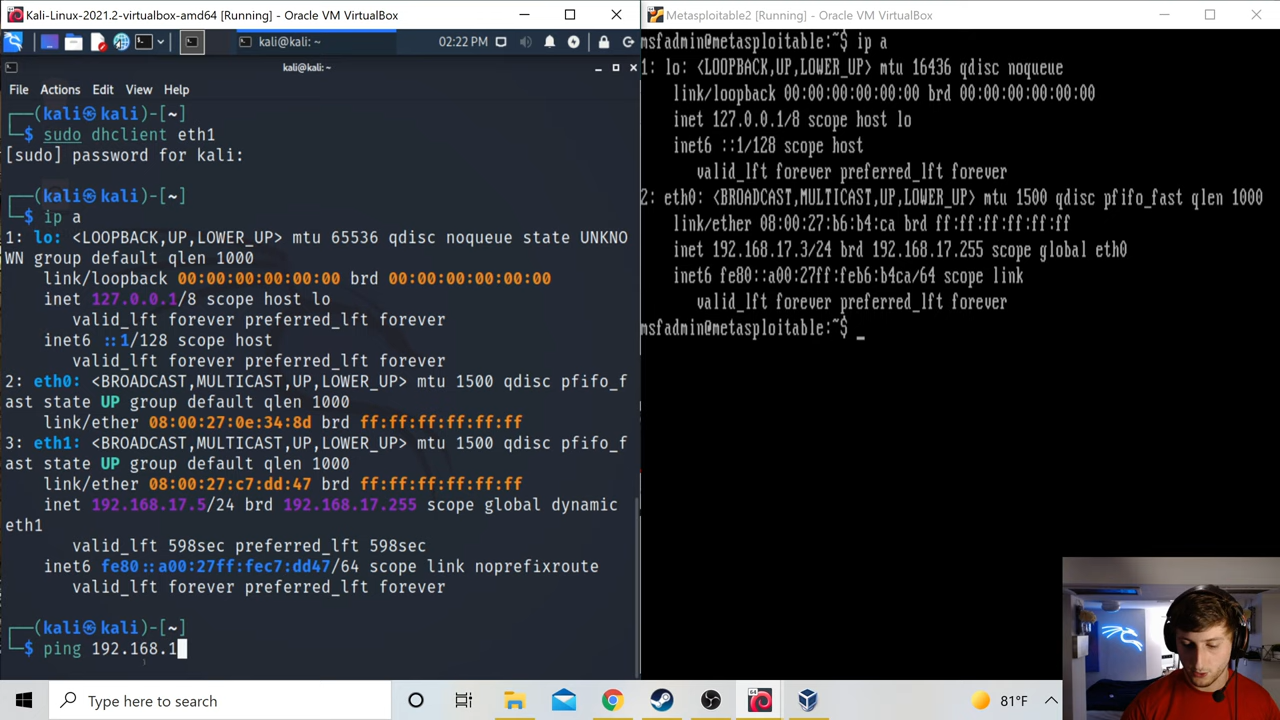 Kali-Linux-2021.2-virtualbox-amd64 [Running] - Oracle VM VirtualBox
kali@kali: ~
02:22 PM
kali@kali: ~
File Actions Edit View Help
┌──(kali㉿kali)-[~]
└─$ sudo dhclient eth1
[sudo] password for kali:
┌──(kali㉿kali)-[~]
└─$ ip a
1: lo: <LOOPBACK,UP,LOWER_UP> mtu 65536 qdisc noqueue state UNKNO
WN group default qlen 1000
link/loopback 00:00:00:00:00:00 brd 00:00:00:00:00:00
inet 127.0.0.1/8 scope host lo
valid_lft forever preferred_lft forever
inet6 ::1/128 scope host
valid_lft forever preferred_lft forever
2: eth0: <BROADCAST,MULTICAST,UP,LOWER_UP> mtu 1500 qdisc pfifo_f
ast state UP group default qlen 1000
link/ether 08:00:27:0e:34:8d brd ff:ff:ff:ff:ff:ff
3: eth1: <BROADCAST,MULTICAST,UP,LOWER_UP> mtu 1500 qdisc pfifo_f
ast state UP group default qlen 1000
link/ether 08:00:27:c7:dd:47 brd ff:ff:ff:ff:ff:ff
inet 192.168.17.5/24 brd 192.168.17.255 scope global dynamic
eth1
valid_lft 598sec preferred_lft 598sec
inet6 fe80::a00:27ff:fec7:dd47/64 scope link noprefixroute
valid_lft forever preferred_lft forever
┌──(kali㉿kali)-[~]
└─$ ping 192.168.1
Metasploitable2 [Running] - Oracle VM VirtualBox
msfadmin@metasploitable:~$ ip a
1: lo: <LOOPBACK,UP,LOWER_UP> mtu 16436 qdisc noqueue
link/loopback 00:00:00:00:00:00 brd 00:00:00:00:00:00
inet 127.0.0.1/8 scope host lo
inet6 ::1/128 scope host
valid_lft forever preferred_lft forever
2: eth0: <BROADCAST,MULTICAST,UP,LOWER_UP> mtu 1500 qdisc pfifo_fast qlen 1000
link/ether 08:00:27:b6:b4:ca brd ff:ff:ff:ff:ff:ff
inet 192.168.17.3/24 brd 192.168.17.255 scope global eth0
inet6 fe80::a00:27ff:feb6:b4ca/64 scope link
valid_lft forever preferred_lft forever
msfadmin@metasploitable:~$ _
Type here to search
81°F